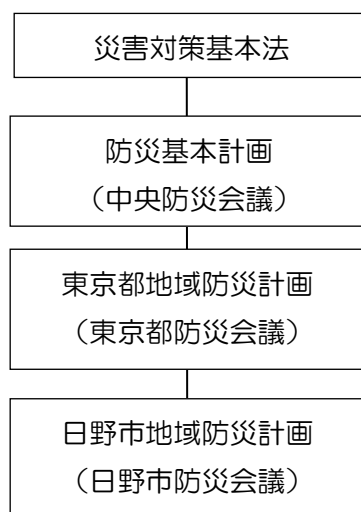 災害対策基本法
防災基本計画
（中央防災会議）
東京都地域防災計画
（東京都防災会議）
日野市地域防災計画
（日野市防災会議）